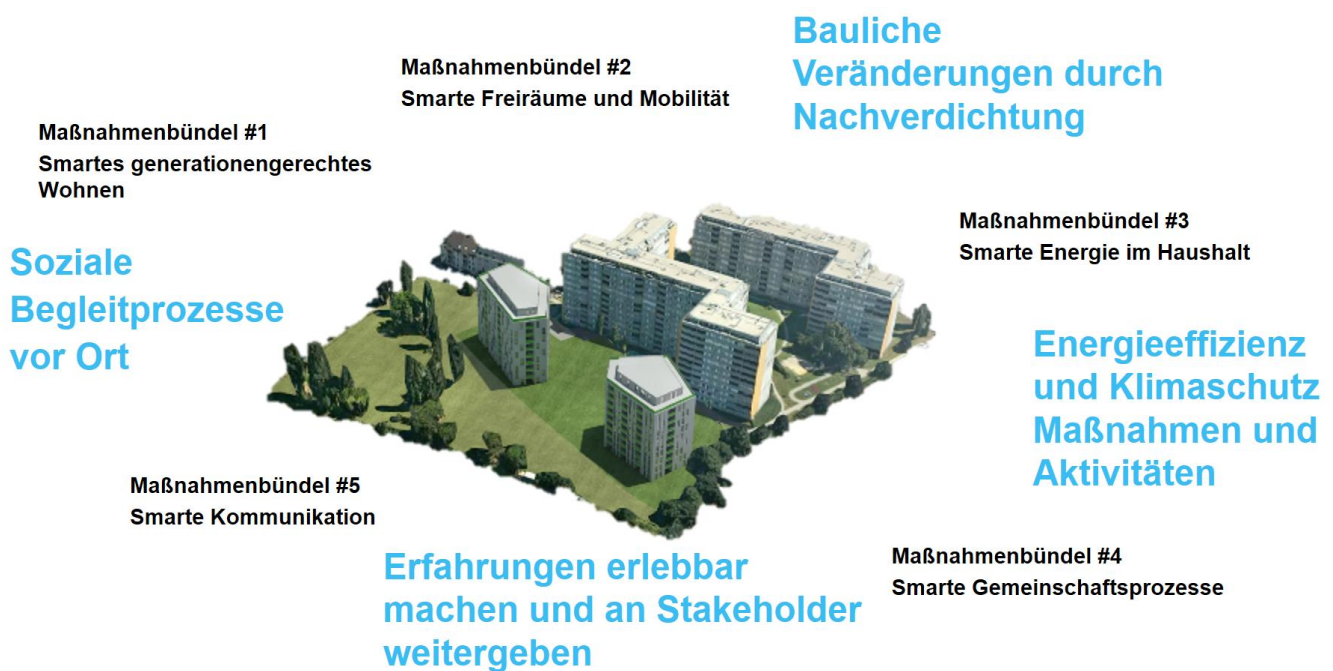 Bauliche
Veränderungen durch
Nachverdichtung
Maßnahmenbündel #2
Smarte Freiräume und Mobilität
Maßnahmenbündel #1
Smartes generationengerechtes
Wohnen
Maßnahmenbündel #3
Smarte Energie im Haushalt
Soziale
Begleitprozesse
vor Ort
Energieeffizienz
und Klimaschutz
Maßnahmen und
Aktivitäten
Maßnahmenbündel #5
Smarte Kommunikation
Maßnahmenbündel #4
Smarte Gemeinschaftsprozesse
Erfahrungen erlebbar
machen und an Stakeholder
weitergeben